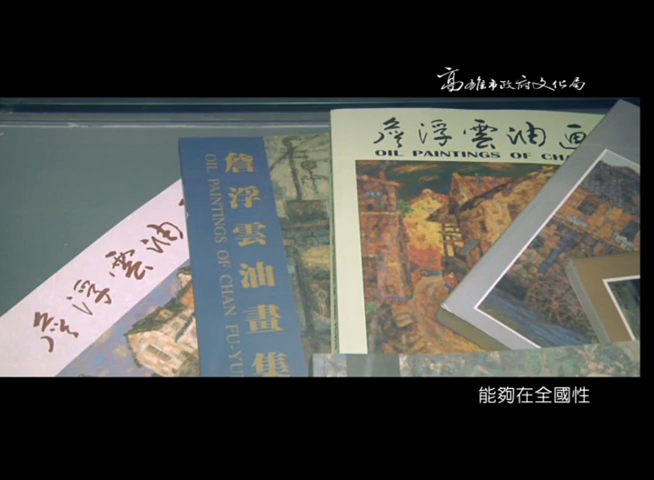 高雄市政府文化局
詹浮雲油画
OIL PAINTINGS OF CHA
詹浮雲油畫集
OIL PAINTINGS OF CHAN FU-YU
詹浮雲油
能夠在全國性